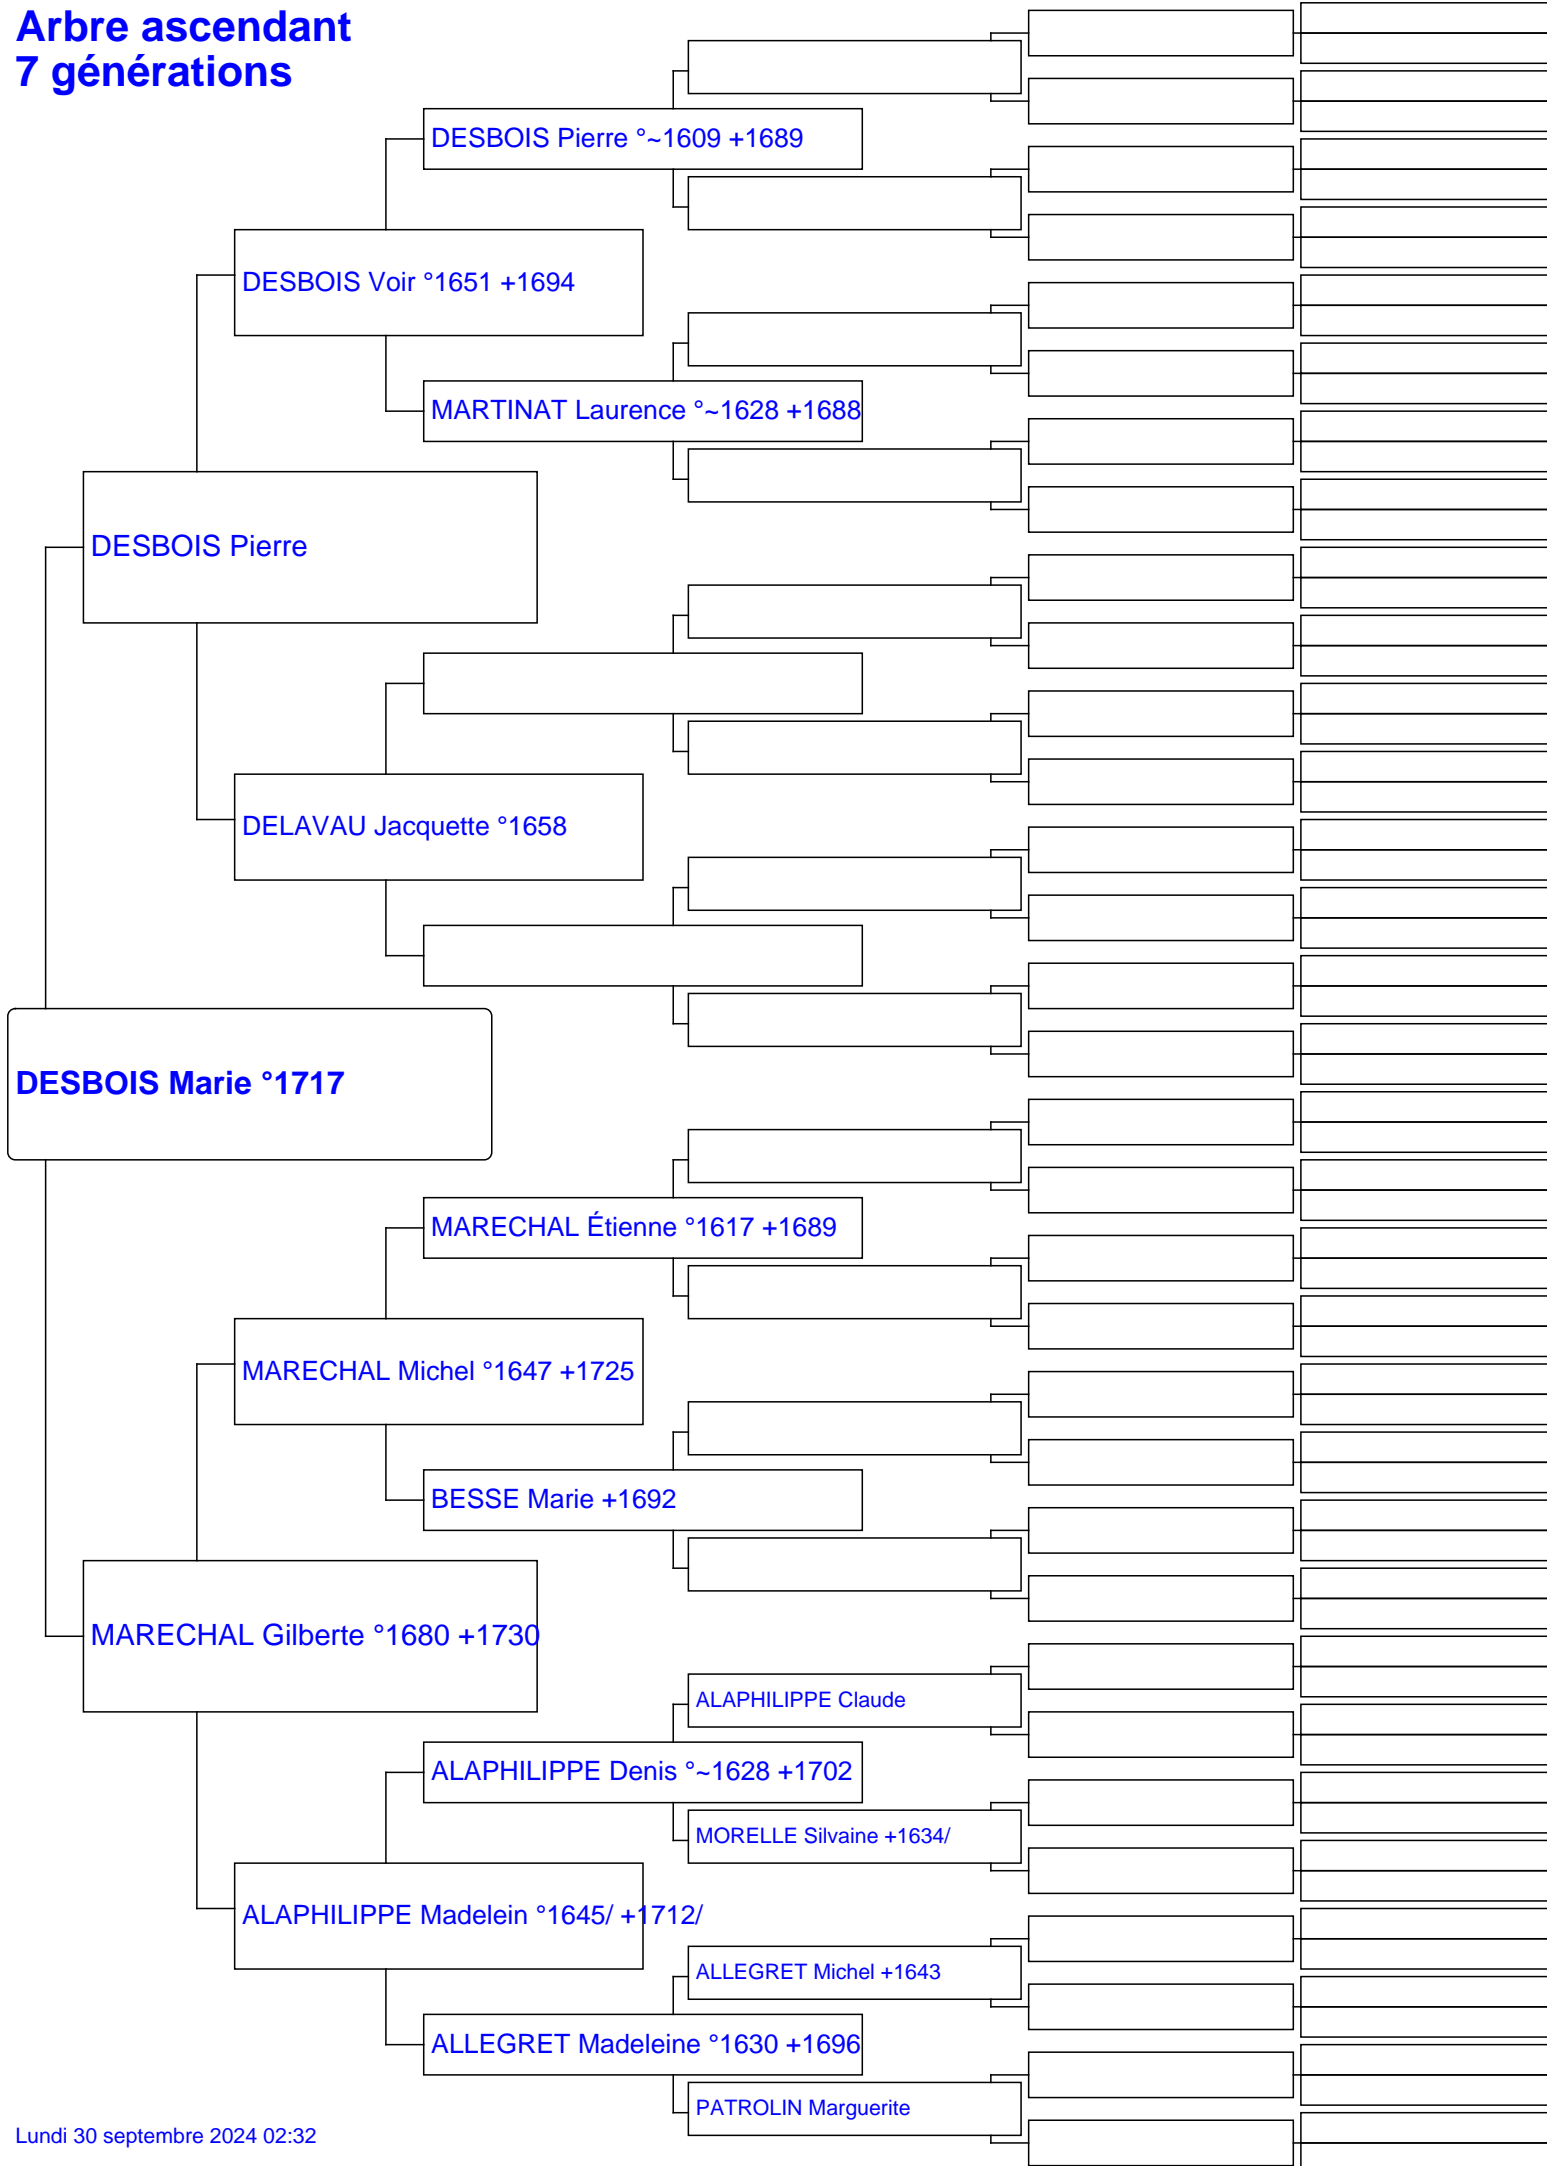 Arbre ascendant
7 générations
DESBOIS Pierre °~1609 +1689
DESBOIS Voir °1651 +1694
MARTINAT Laurence °~1628 +1688
DESBOIS Pierre
DELAVAU Jacquette °1658
DESBOIS Marie °1717
MARECHAL Étienne °1617 +1689
MARECHAL Michel °1647 +1725
BESSE Marie +1692
MARECHAL Gilberte °1680 +1730
ALAPHILIPPE Claude
ALAPHILIPPE Denis °~1628 +1702
MORELLE Silvaine +1634/
ALAPHILIPPE Madelein °1645/ +1712/
ALLEGRET Michel +1643
ALLEGRET Madeleine °1630 +1696
PATROLIN Marguerite
Lundi 30 septembre 2024 02:32